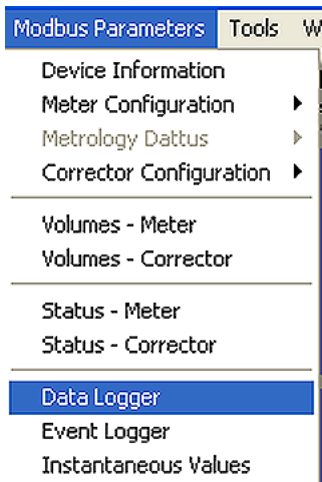 Modbus Parameters Tools W
Device Information
Meter Configuration
Metrology Dattus
Corrector Configuration
Volumes - Meter
Volumes - Corrector
Status - Meter
Status - Corrector
Data Logger
Event Logger
Instantaneous Values